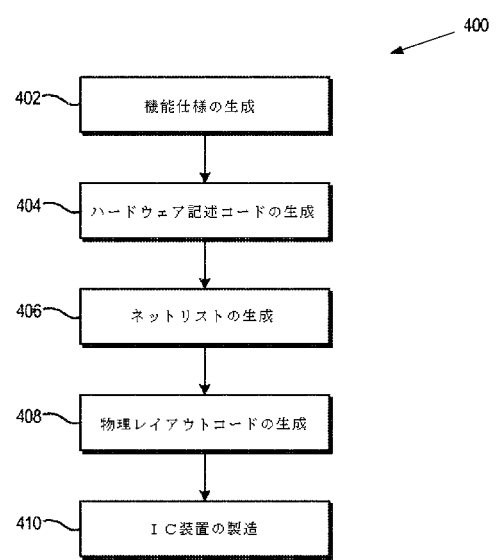 400
402
機能仕様の生成
404
ハードウェア記述コードの生成
406
ネットリストの生成
408
物理レイアウトコードの生成
410
IC装置の製造